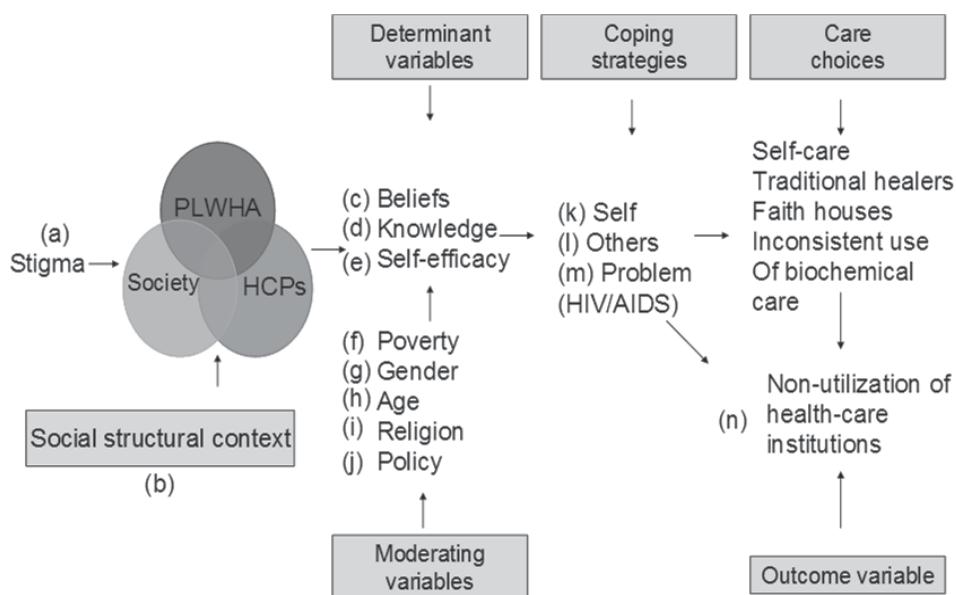 Determinant
variables
Coping
strategies
Care
choices
(a)
Stigma
PLWHA
Society
HCPs
Social structural context
(b)
(c) Beliefs
(d) Knowledge
(e) Self-efficacy
(f) Poverty
(g) Gender
(h) Age
(i) Religion
(j) Policy
Moderating
variables
(k) Self
(l) Others
(m) Problem
(HIV//AIDS)
Self-care
Traditional healers
Faith houses
Inconsistent use
Of biochemical
care
(n)
Non-utilization of
health-care
institutions
Outcome variable